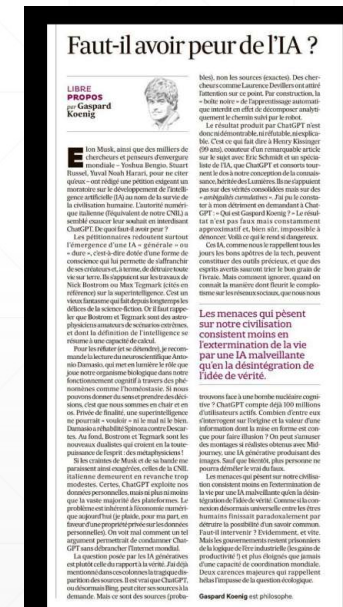 Faut-il avoir peur de l'IA ?
LIBRE
PROPOS
par Gaspard
Koenig
Elon Musk, ainsi que des milliers de
chercheurs et penseurs d'envergure
mondiale – Yoshua Bengio, Stuart
Russel, Yuval Noah Harari, pour ne citer
qu'eux – ont rédigé une pétition exigeant un
moratoire sur le développement de l'intelli-
gence artificielle (IA) au nom de la survie de
la civilisation humaine. L'autorité numéri-
que italienne (l'équivalent de notre CNIL) a
semblé exaucer leur souhait en interdisant
ChatGPT. De quoi faut-il avoir peur ?
Les pétitionnaires redoutent surtout
l'émergence d'une IA « générale » ou
« dure », c'est-à-dire dotée d'une forme de
conscience qui lui permette de s'affranchir
de ses créateurs et, à terme, de détruire toute
vie sur terre. Ils s'appuient sur les travaux de
Nick Bostrom ou Max Tegmark (cités en
référence) sur la superintelligence. C'est un
vieux fantasme qui fait depuis longtemps les
délices de la science-fiction. Or il faut rappe-
ler que Bostrom et Tegmark sont des astro-
physiciens amateurs de scénarios extrêmes,
et dont la définition de l'intelligence se
résume à une capacité de calcul.
Pour les réfuter (et se détendre), je recom-
mande la lecture du neuroscientifique Anto-
nio Damasio, qui met en lumière le rôle que
joue notre organisme biologique dans notre
fonctionnement cognitif à travers des phé-
nomènes comme l'homéostasie. Si nous
pouvons donner du sens et prendre des déci-
sions, c'est que nous sommes en chair et en
os. Privée de finalité, une superintelligence
ne pourrait « vouloir » ni le mal ni le bien.
Damasio a réhabilité Spinoza contre Descar-
tes. Au fond, Bostrom et Tegmark sont les
nouveaux dualistes qui croient en la toute-
puissance de l'esprit : des métaphysiciens !
Si les craintes de Musk et de sa bande me
paraissent ainsi exagérées, celles de la CNIL
italienne demeurent en revanche trop
modestes. Certes, ChatGPT exploite nos
données personnelles, mais ni plus ni moins
que la vaste majorité des plateformes. Le
problème est inhérent à l'économie numéri-
que aujourd'hui (je plaide, pour ma part, en
faveur d'une propriété privée sur les données
personnelles). On voit mal comment un tel
argument permettrait de condamner Chat-
GPT sans débrancher l'Internet mondial.
La question posée par les IA génératives
est plutôt celle du rapport à la vérité. J'ai déjà
mentionné dans ces colonnes la tragique dis-
parition des sources. Il est vrai que ChatGPT,
ou désormais Bing, peut citer ses sources à la
demande. Mais ce sont des sources (proba-
bles), non les sources (exactes). Des cher-
cheurs comme Laurence Devillers ont attiré
l'attention sur ce point. Par construction, la
« boîte noire » de l'apprentissage automati-
que interdit en effet de décomposer analyti-
quement le chemin suivi par le robot.
Le résultat produit par ChatGPT n'est
donc ni démontrable, ni réfutable, ni explica-
ble. C'est ce qui fait dire à Henry Kissinger
(99 ans), coauteur d'un remarquable article
sur le sujet avec Eric Schmidt et un spécia-
liste de l'IA, que ChatGPT et consorts tour-
nent le dos à notre conception de la connais-
sance, héritée des Lumières. Ils ne s'appuient
pas sur des vérités consolidées mais sur des
« ambiguïtés cumulatives ». J'ai pu le consta-
ter à mon détriment en demandant à Chat-
GPT : « Qui est Gaspard Koenig ? » Le résul-
tat n'est pas faux mais constamment
approximatif et, bien sûr, impossible à
dénoncer. Voilà ce qui le rend si dangereux.
Ces IA, comme nous le rappellent tous les
jours les bons apôtres de la tech, peuvent
constituer des outils précieux, et que des
esprits avertis sauront trier le bon grain de
l'ivraie. Mais comment ignorer, quand on
connaît la manière dont fleurit le complo-
tisme sur les réseaux sociaux, que nous nous
Les menaces qui pèsent
sur notre civilisation
consistent moins en
l'extermination de la vie
par une IA malveillante
qu'en la désintégration de
l'idée de vérité.
trouvons face à une bombe nucléaire cogni-
tive ? ChatGPT compte déjà 100 millions
d'utilisateurs actifs. Combien d'entre eux
s'interrogent sur l'origine et la valeur d'une
information dont la mise en forme est con-
çue pour faire illusion ? On peut s'amuser
des montages si réalistes obtenus avec Mid-
journey, une IA générative produisant des
images. Sauf que bientôt, plus personne ne
pourra démêler le vrai du faux.
Les menaces qui pèsent sur notre civilisa-
tion consistent moins en l'extermination de
la vie par une IA malveillante qu'en la désin-
tégration de l'idée de vérité. Comme si la con-
nexion désormais universelle entre les êtres
humains finissait paradoxalement par
détruire la possibilité d'un savoir commun.
Faut-il intervenir ? Evidemment, et vite.
Mais les gouvernements restent prisonniers
de la logique de l'ère industrielle (les gains de
productivité !) et plus éloignés que jamais
d'une capacité de coordination mondiale.
Deux carences majeures qui rappellent
hélas l'impasse de la question écologique.
Gaspard Koenig est philosophe.